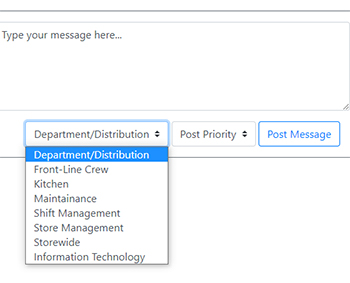 Type your message here...
Department/Distribution Post Priority Post Message
Department/Distribution
Front-Line Crew
Kitchen
Maintainance
Shift Management
Store Management
Storewide
Information Technology